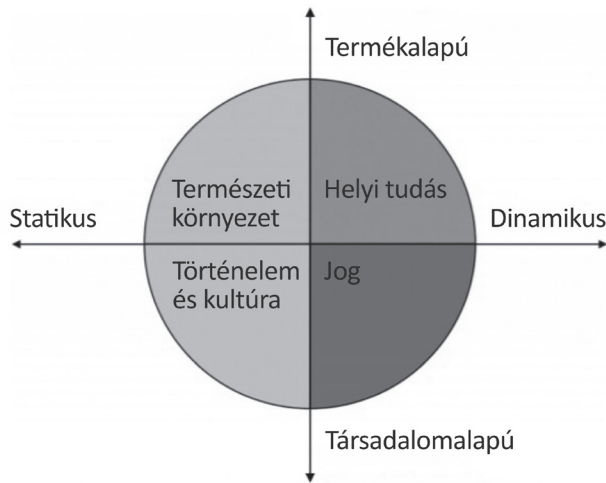 Termékalapú
Természeti
környezet
Helyi tudás
Statikus
Dinamikus
Történelem
és kultúra
Jog
Társadalomalapú